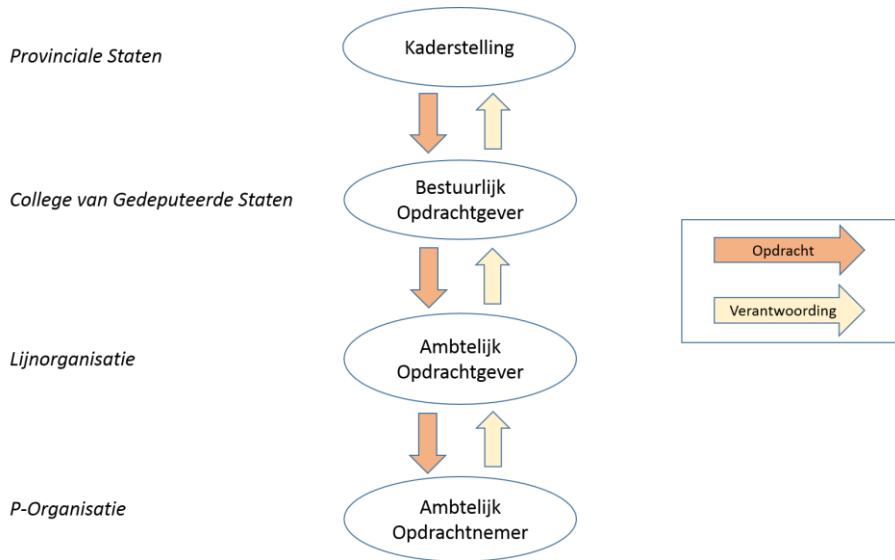 Provinciale Staten
Kaderstelling
College van Gedeputeerde Staten
Bestuurlijk
Opdrachtgever
Opdracht
Verantwoording
Lijnorganisatie
Ambtelijk
Opdrachtgever
P-Organisatie
Ambtelijk
Opdrachtnemer